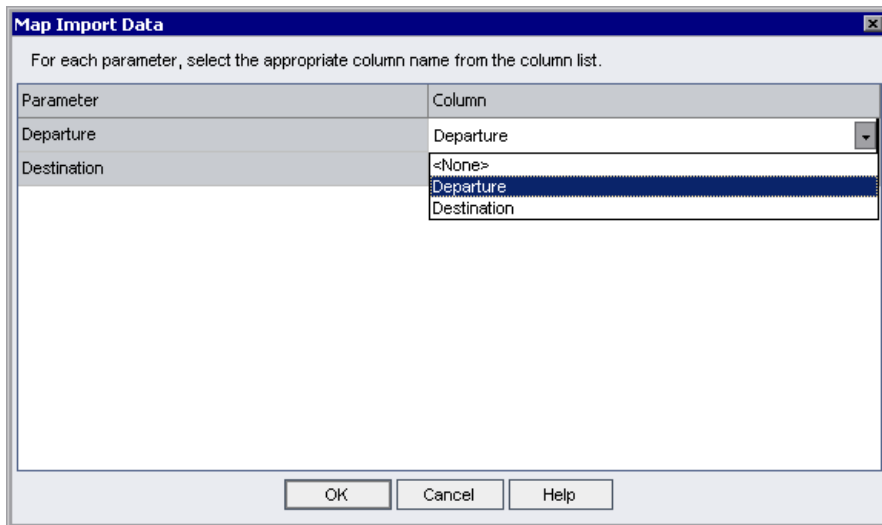 Map Import Data
For each parameter, select the appropriate column name from the column list.
Parameter Column
Departure Departure
Destination <None>
Departure
Destination
OK Cancel Help